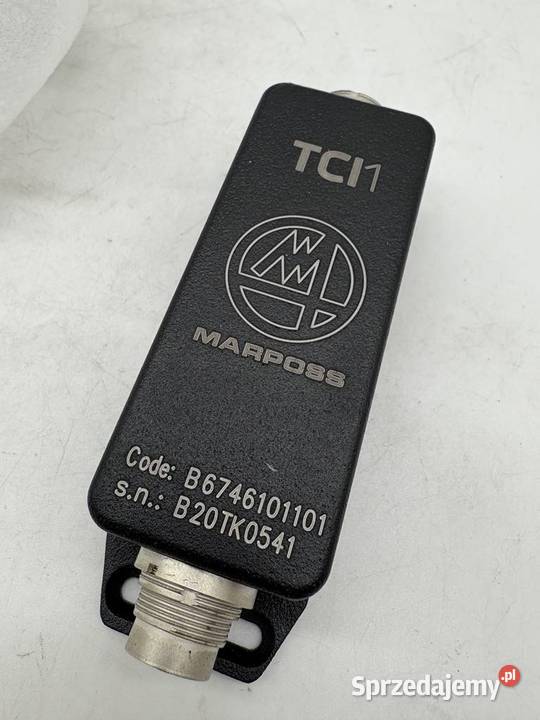 TCI1
MARPOSS
Code: B6746101101
s.n.: B20TK0541
Sprzedajemy.pl